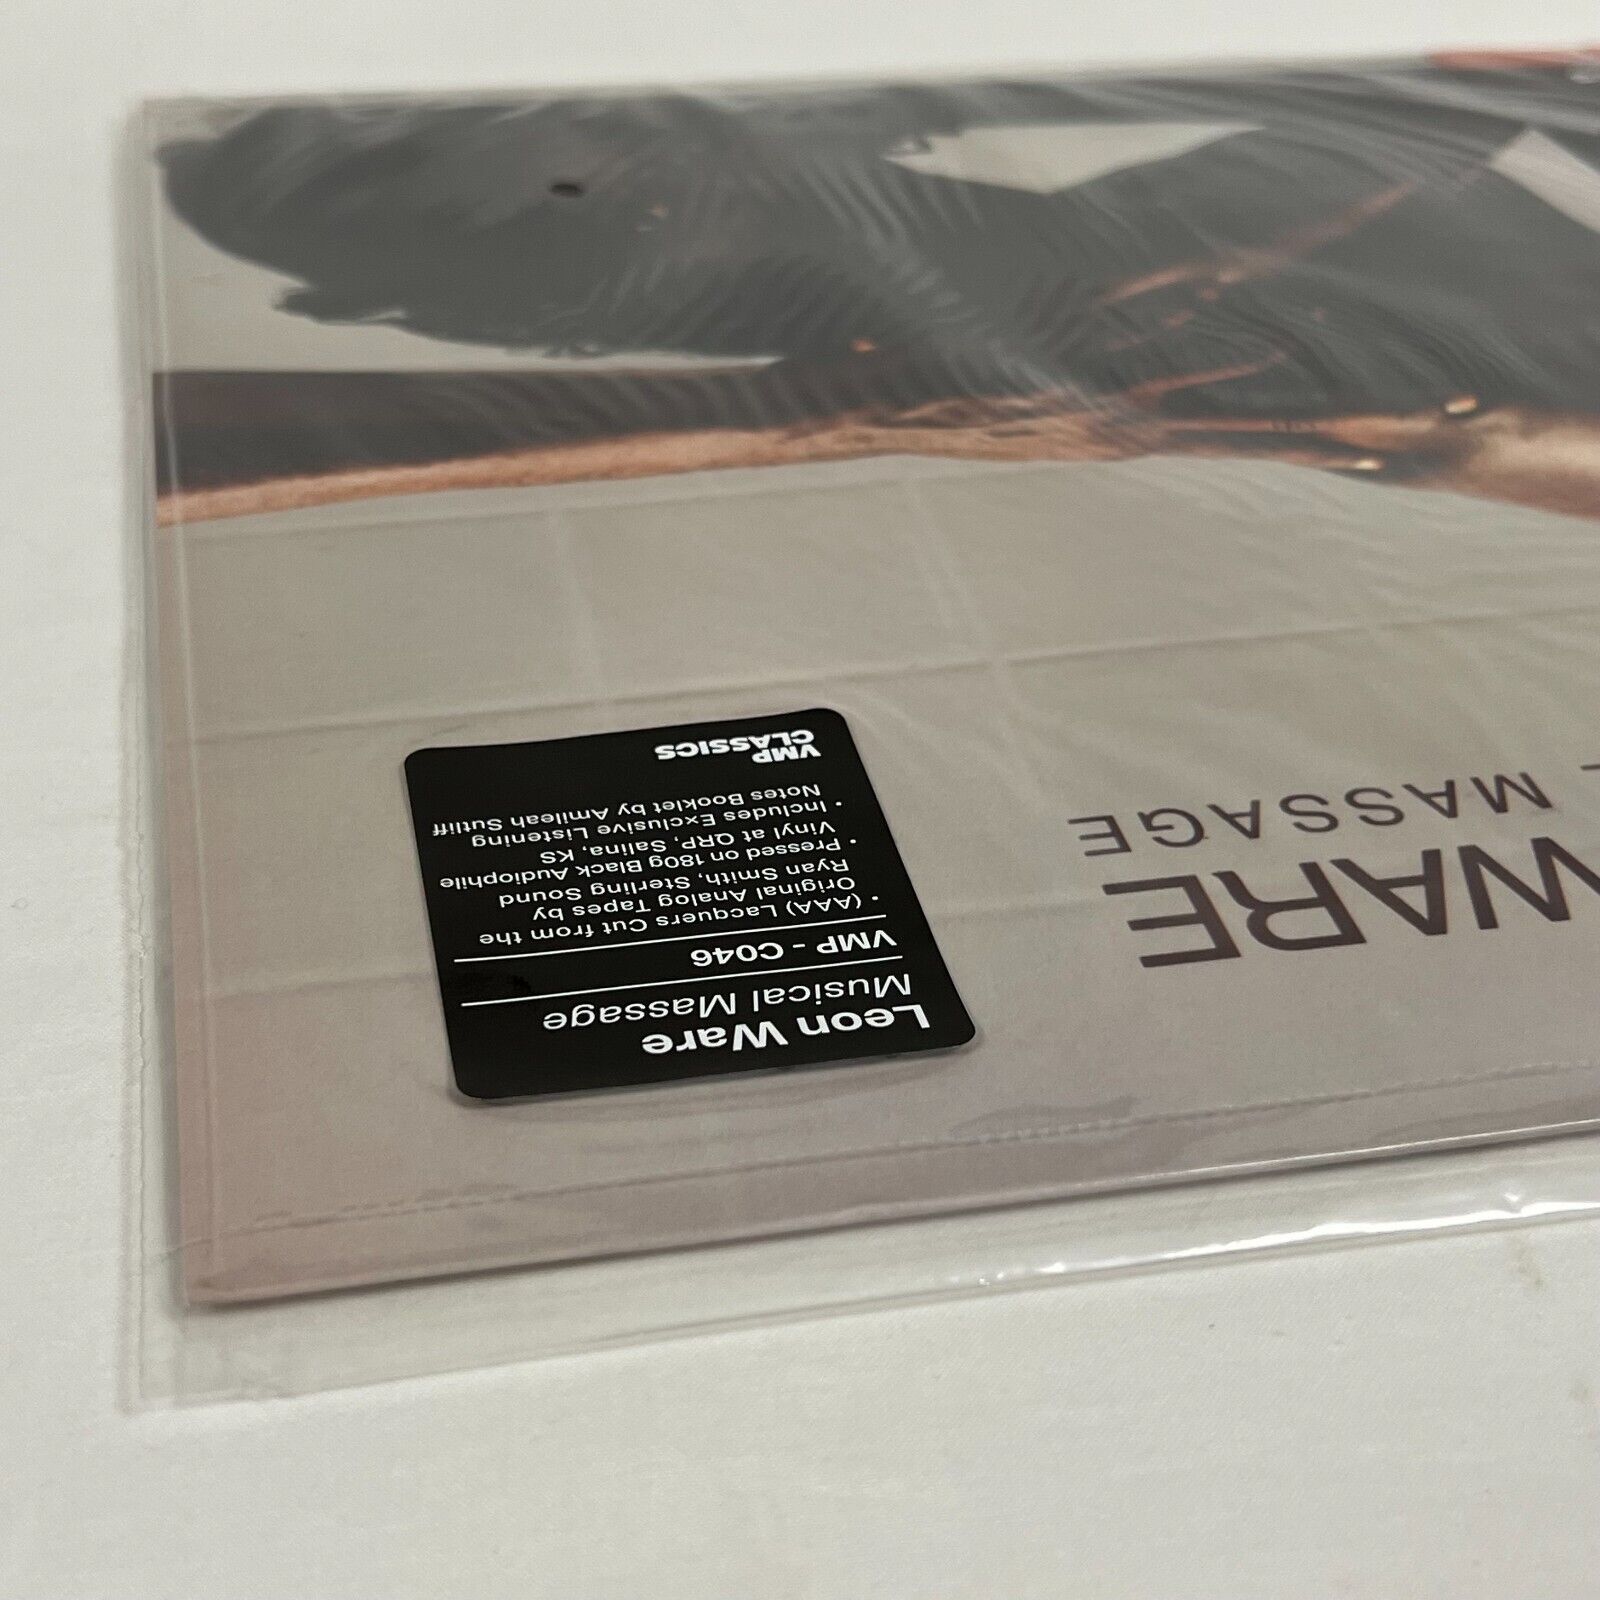 WARE
MASSAGE
Leon Ware
Musical Massage
VMP - C046
• (AAA) Lacquers Cut from the
Original Analog Tapes by
Ryan Smith, Sterling Sound
• Pressed on 180g Black Audiophile
Vinyl at QRP, Salina, KS
• Includes Exclusive Listening
Notes Booklet by Amileah Sutliff
VMP
CLASSICS